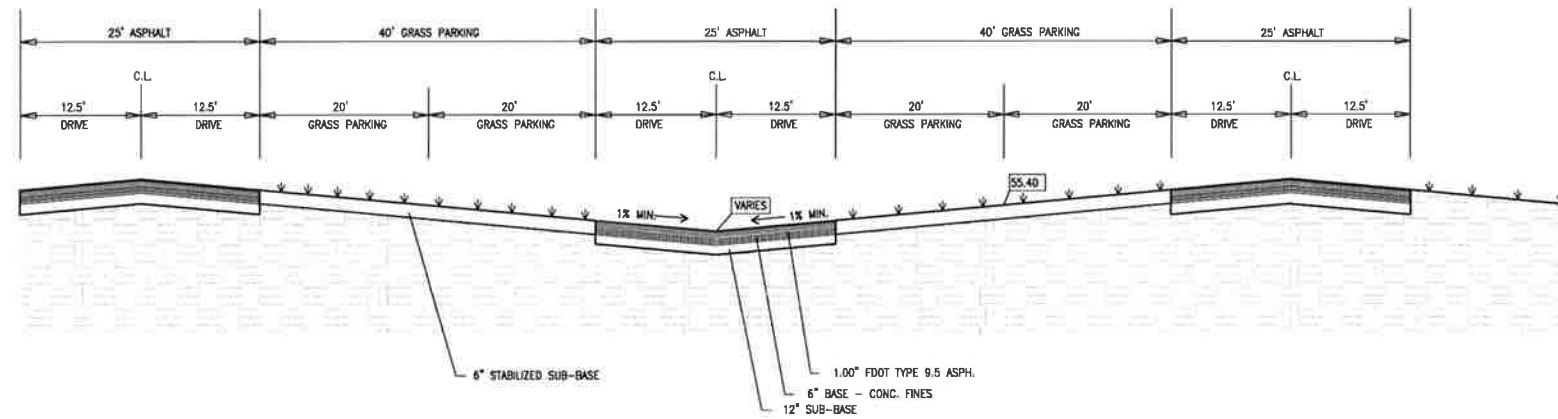 25' ASPHALT
40' GRASS PARKING
25' ASPHALT
40' GRASS PARKING
25' ASPHALT
C.L.
C.L.
C.L.
12.5'
12.5'
20'
20'
12.5'
12.5'
20'
20'
12.5'
12.5'
DRIVE
DRIVE
GRASS PARKING
GRASS PARKING
DRIVE
DRIVE
GRASS PARKING
GRASS PARKING
DRIVE
DRIVE
55.40
1% MIN.
VARIES
1% MIN.
6" STABILIZED SUB-BASE
1.00" FDOT TYPE 9.5 ASPH.
6" BASE - CONC. FINES
12" SUB-BASE